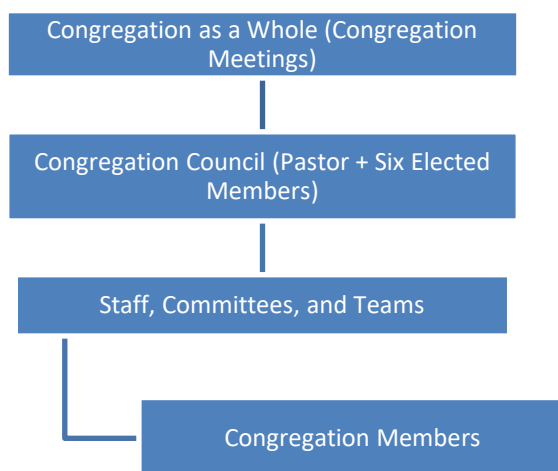 Congregation as a Whole (Congregation
Meetings)
Congregation Council (Pastor + Six Elected
Members)
Staff, Committees, and Teams
Congregation Members